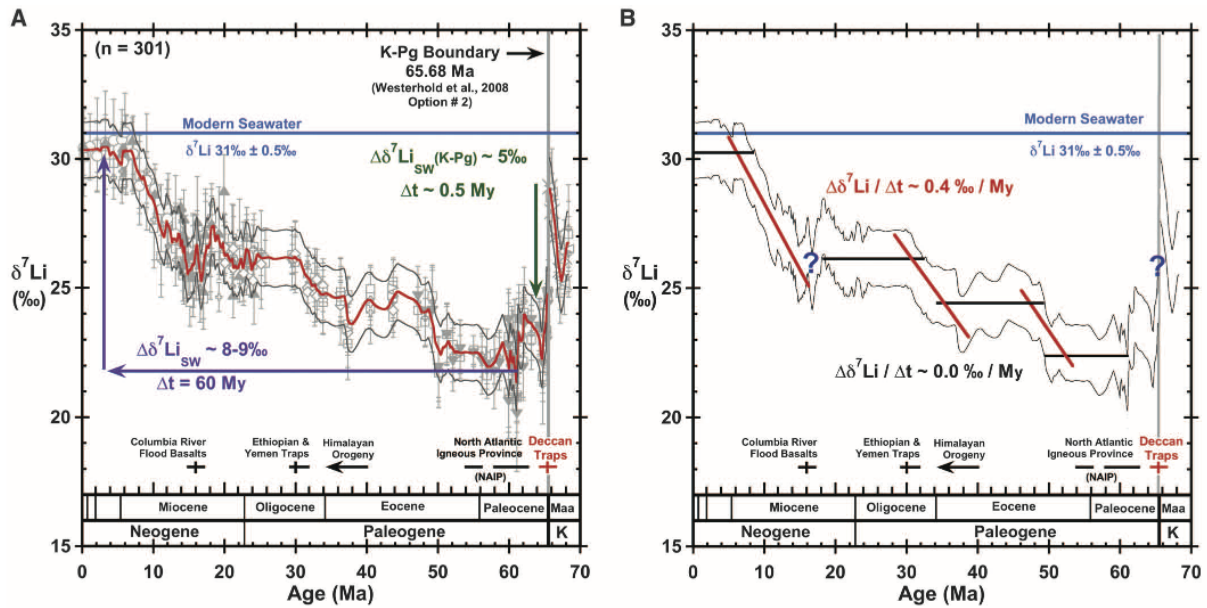 A
(n = 301)
K-Pg Boundary
65.68 Ma
(Westerhold et al., 2008
Option # 2)
Modern Seawater
δ⁷Li 31‰ ± 0.5‰
Δδ⁷Li_SW(K-Pg) ~ 5‰
Δt ~ 0.5 My
δ⁷Li
(‰)
Δδ⁷Li_SW ~ 8-9‰
Δt = 60 My
Columbia River
Flood Basalts
Ethiopian &
Yemen Traps
Himalayan
Orogeny
North Atlantic
Igneous Province
(NAIP)
Deccan
Traps
Miocene
Oligocene
Eocene
Paleocene
Maa
Neogene
Paleogene
K
35
30
25
20
15
0 10 20 30 40 50 60 70
Age (Ma)
B
Modern Seawater
δ⁷Li 31‰ ± 0.5‰
Δδ⁷Li / Δt ~ 0.4 ‰ / My
δ⁷Li
(‰)
?
?
Δδ⁷Li / Δt ~ 0.0 ‰ / My
Columbia River
Flood Basalts
Ethiopian &
Yemen Traps
Himalayan
Orogeny
North Atlantic
Igneous Province
(NAIP)
Deccan
Traps
Miocene
Oligocene
Eocene
Paleocene
Maa
Neogene
Paleogene
K
35
30
25
20
15
0 10 20 30 40 50 60 70
Age (Ma)